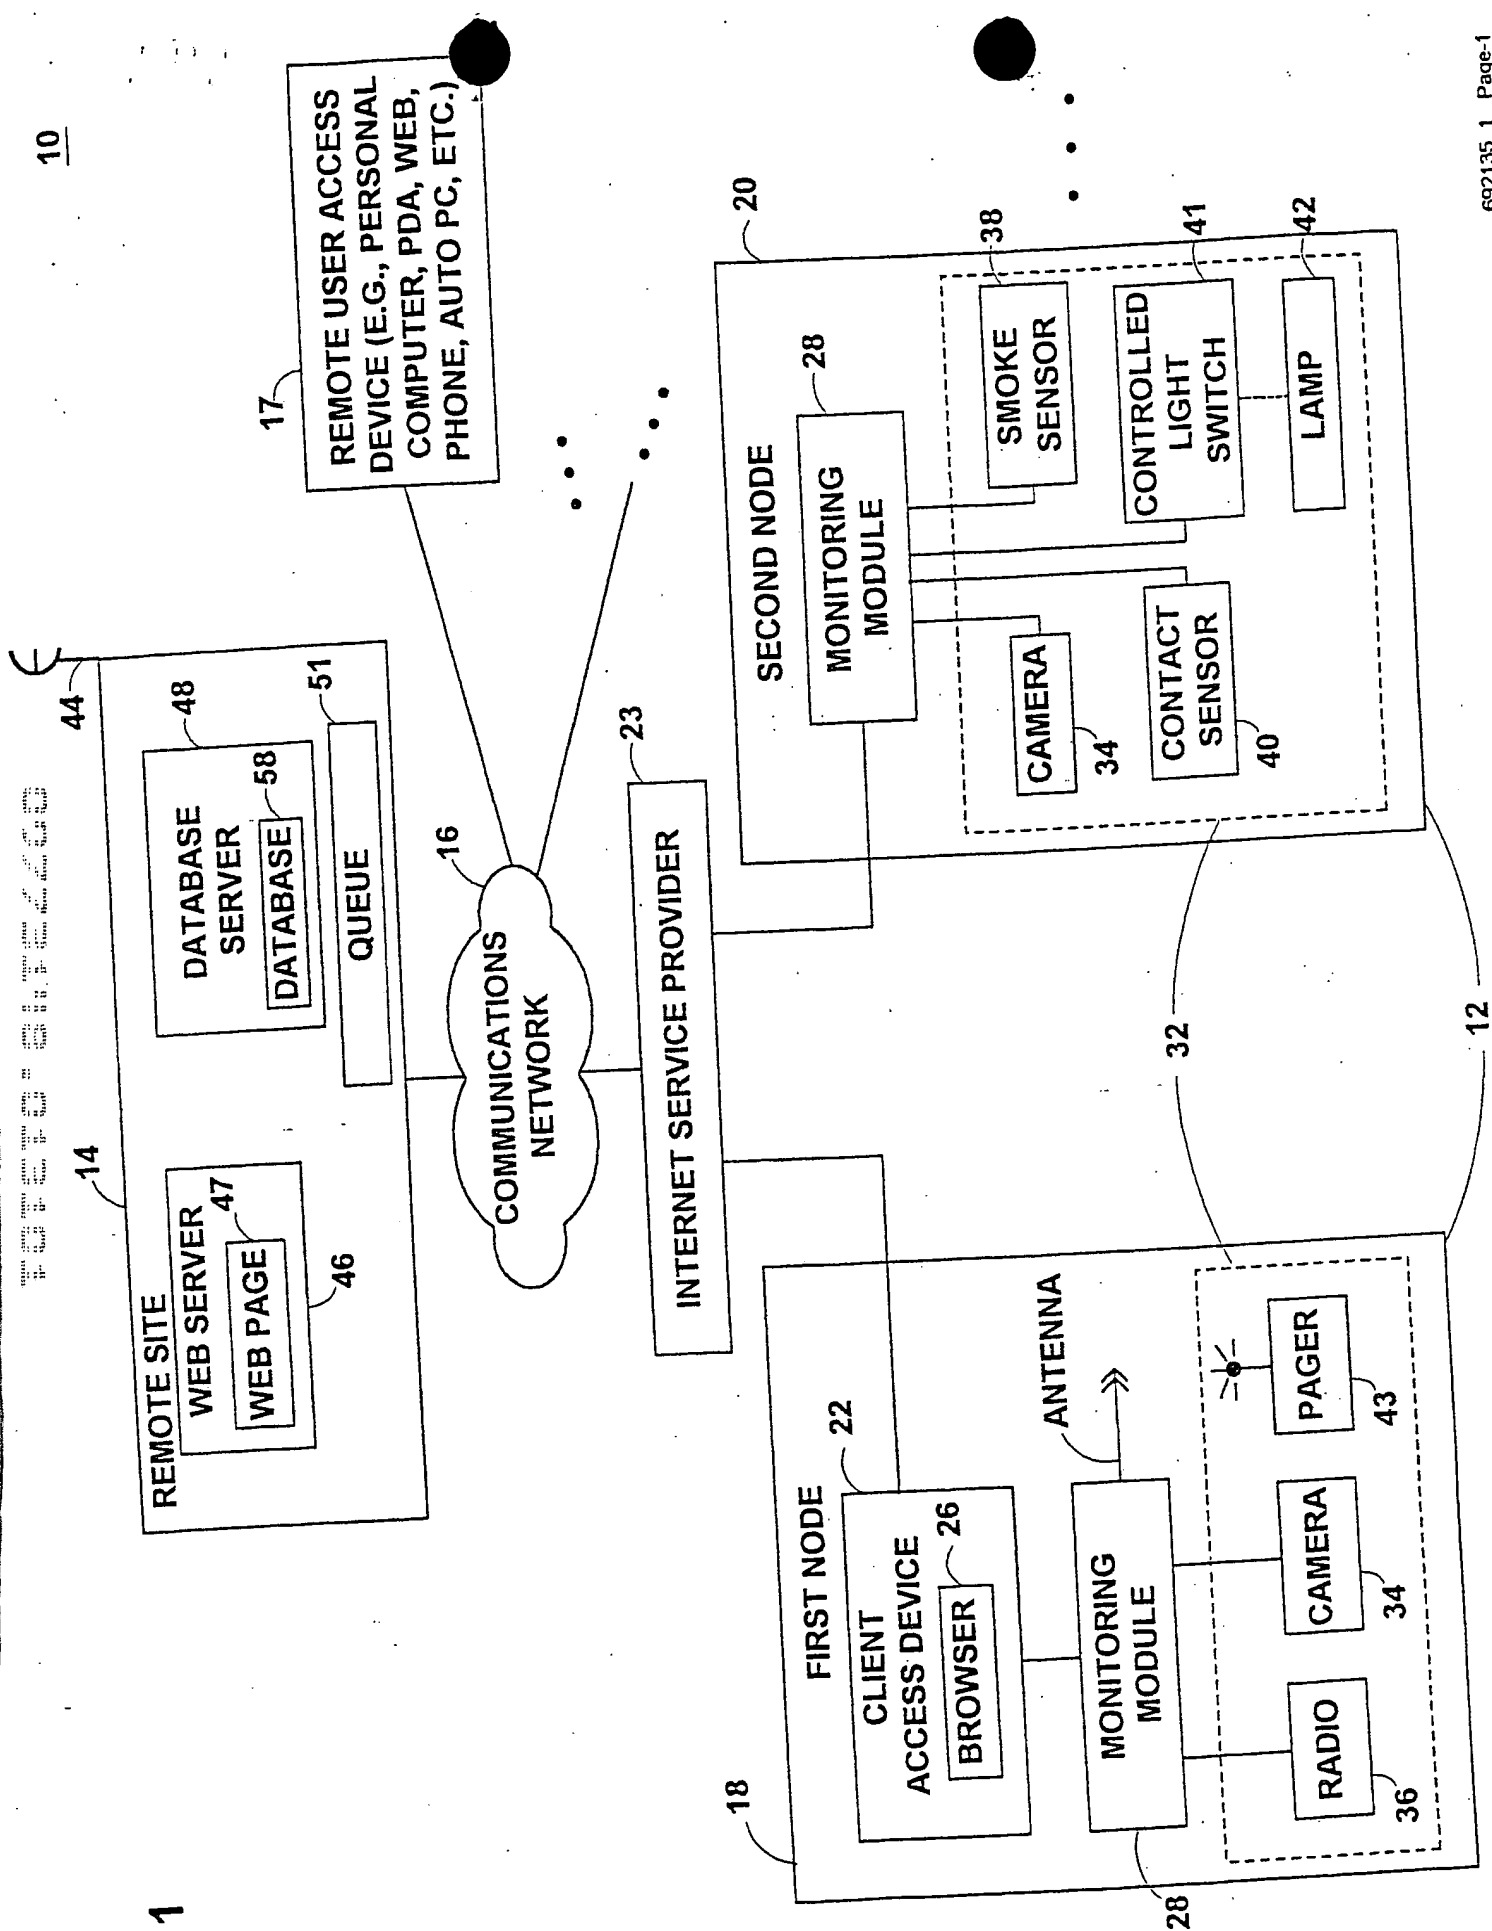 10
1
REMOTE SITE
14
WEB SERVER
WEB PAGE
47
46
DATABASE
SERVER
DATABASE
48
58
QUEUE
51
44
REMOTE USER ACCESS
DEVICE (E.G., PERSONAL
COMPUTER, PDA, WEB,
PHONE, AUTO PC, ETC.)
17
COMMUNICATIONS
NETWORK
16
INTERNET SERVICE PROVIDER
23
FIRST NODE
18
CLIENT
ACCESS DEVICE
BROWSER
22
26
MONITORING
MODULE
28
ANTENNA
RADIO
36
CAMERA
34
PAGER
43
32
12
SECOND NODE
20
MONITORING
MODULE
28
CAMERA
34
CONTACT
SENSOR
40
SMOKE
SENSOR
38
CONTROLLED
LIGHT
SWITCH
41
LAMP
42
692135_1 Page-1